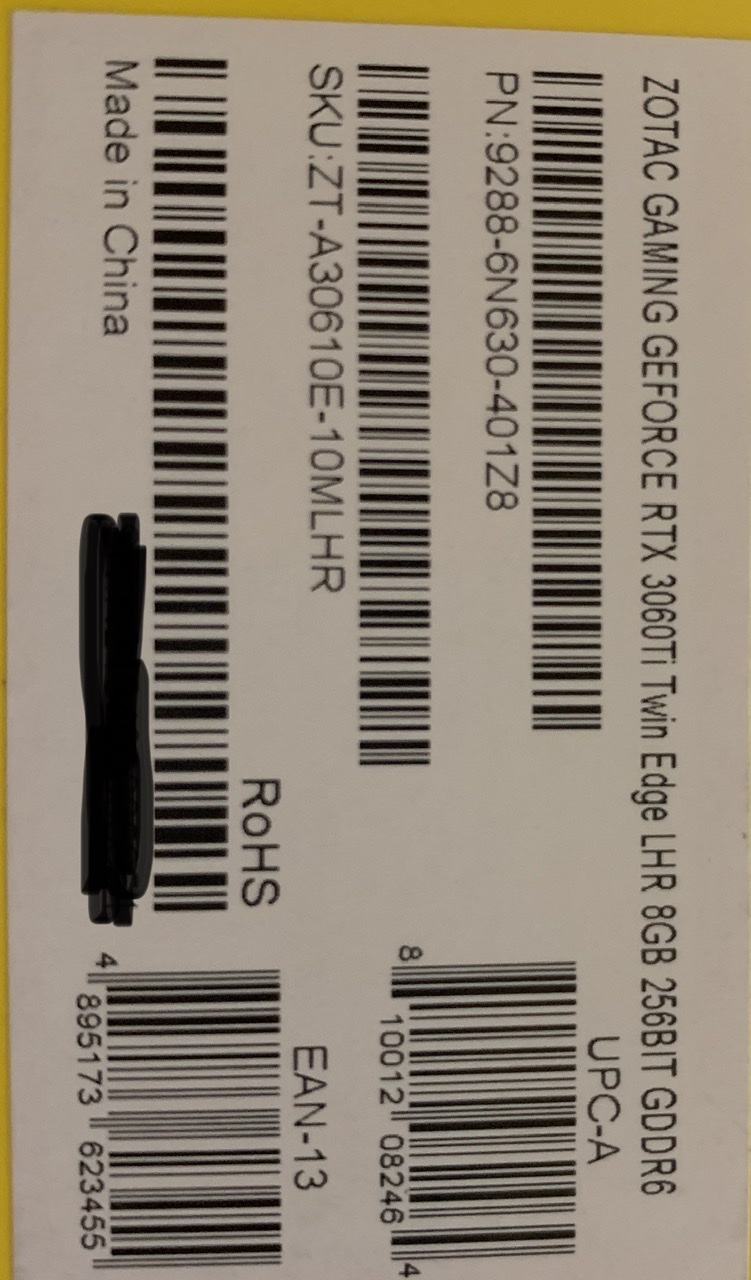 ZOTAC GAMING GEFORCE RTX 3060Ti Twin Edge LHR 8GB 256BIT GDDR6
PN:9288-6N630-401Z8
UPC-A
8 10012 08246 4
SKU:ZT-A30610E-10MLHR
RoHS
EAN-13
4 895173 623455
Made in China